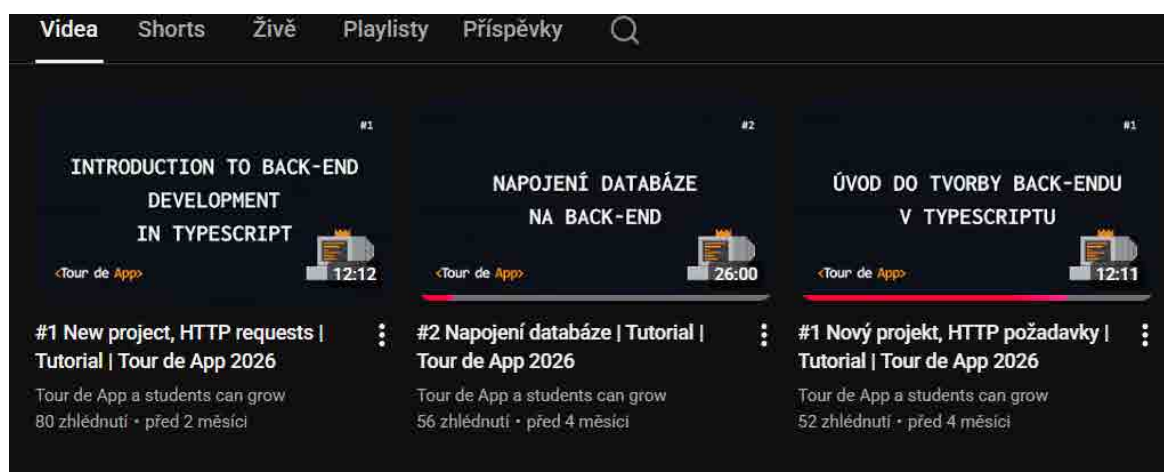 Videa Shorts Živě Playlisty Příspěvky
#1
INTRODUCTION TO BACK-END
DEVELOPMENT
IN TYPESCRIPT
<Tour de App>
12:12
#1 New project, HTTP requests |
Tutorial | Tour de App 2026
Tour de App a students can grow
80 zhlédnutí • před 2 měsíci
#2
NAPOJENÍ DATABÁZE
NA BACK-END
<Tour de App>
26:00
#2 Napojení databáze | Tutorial |
Tour de App 2026
Tour de App a students can grow
56 zhlédnutí • před 4 měsíci
#1
ÚVOD DO TVORBY BACK-ENDU
V TYPESCRIPTU
<Tour de App>
12:11
#1 Nový projekt, HTTP požadavky |
Tutorial | Tour de App 2026
Tour de App a students can grow
52 zhlédnutí • před 4 měsíci